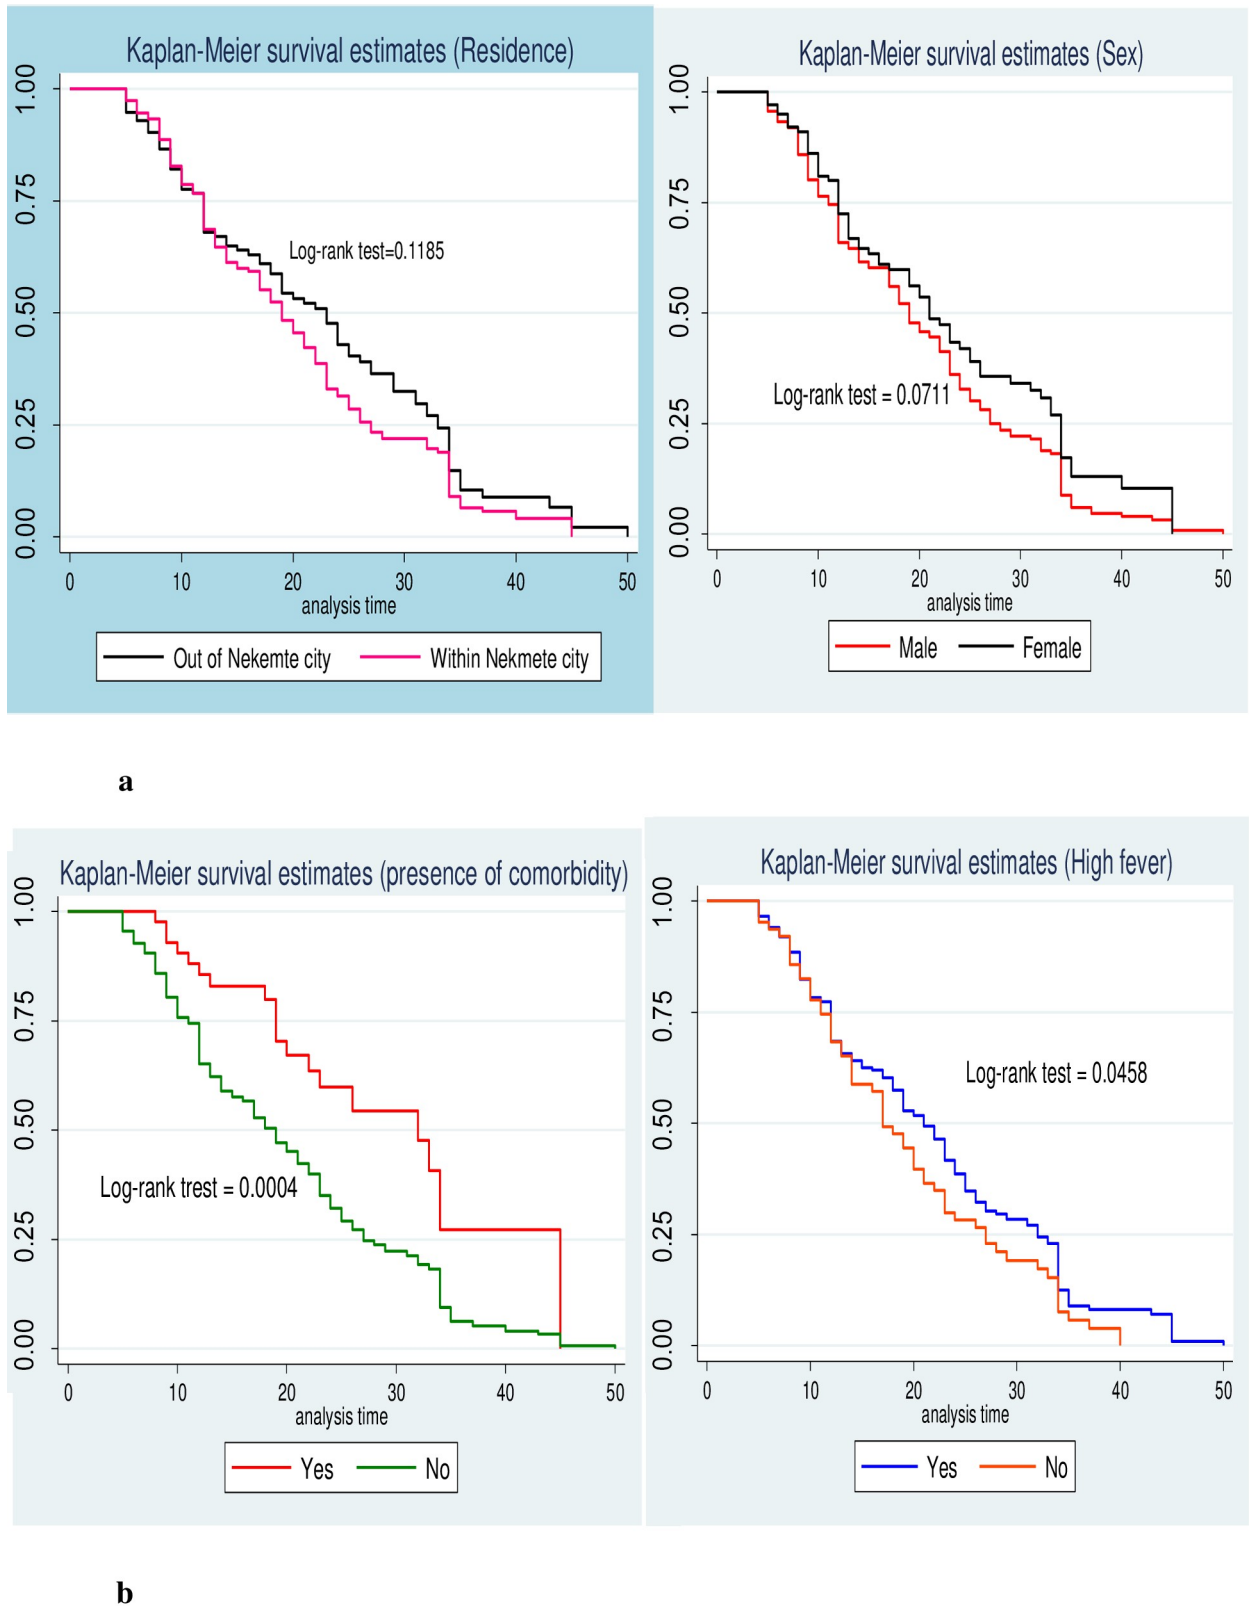 Kaplan-Meier survival estimates (Residence)
1.00
0.75
0.50
0.25
0.00
Log-rank test=0.1185
0 10 20 30 40 50
analysis time
Out of Nekemte city Within Nekmete city
Kaplan-Meier survival estimates (Sex)
1.00
0.75
0.50
0.25
0.00
Log-rank test = 0.0711
0 10 20 30 40 50
analysis time
Male Female
a
Kaplan-Meier survival estimates (presence of comorbidity)
1.00
0.75
0.50
0.25
0.00
Log-rank trest = 0.0004
0 10 20 30 40 50
analysis time
Yes No
Kaplan-Meier survival estimates (High fever)
1.00
0.75
0.50
0.25
0.00
Log-rank test = 0.0458
0 10 20 30 40 50
analysis time
Yes No
b